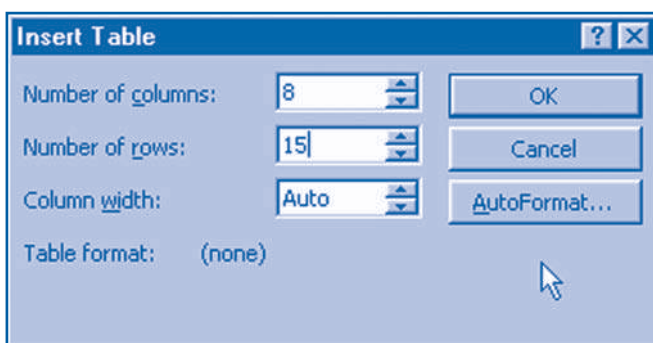 Insert Table
Number of columns: 8 OK
Number of rows: 15 Cancel
Column width: Auto AutoFormat...
Table format: (none)